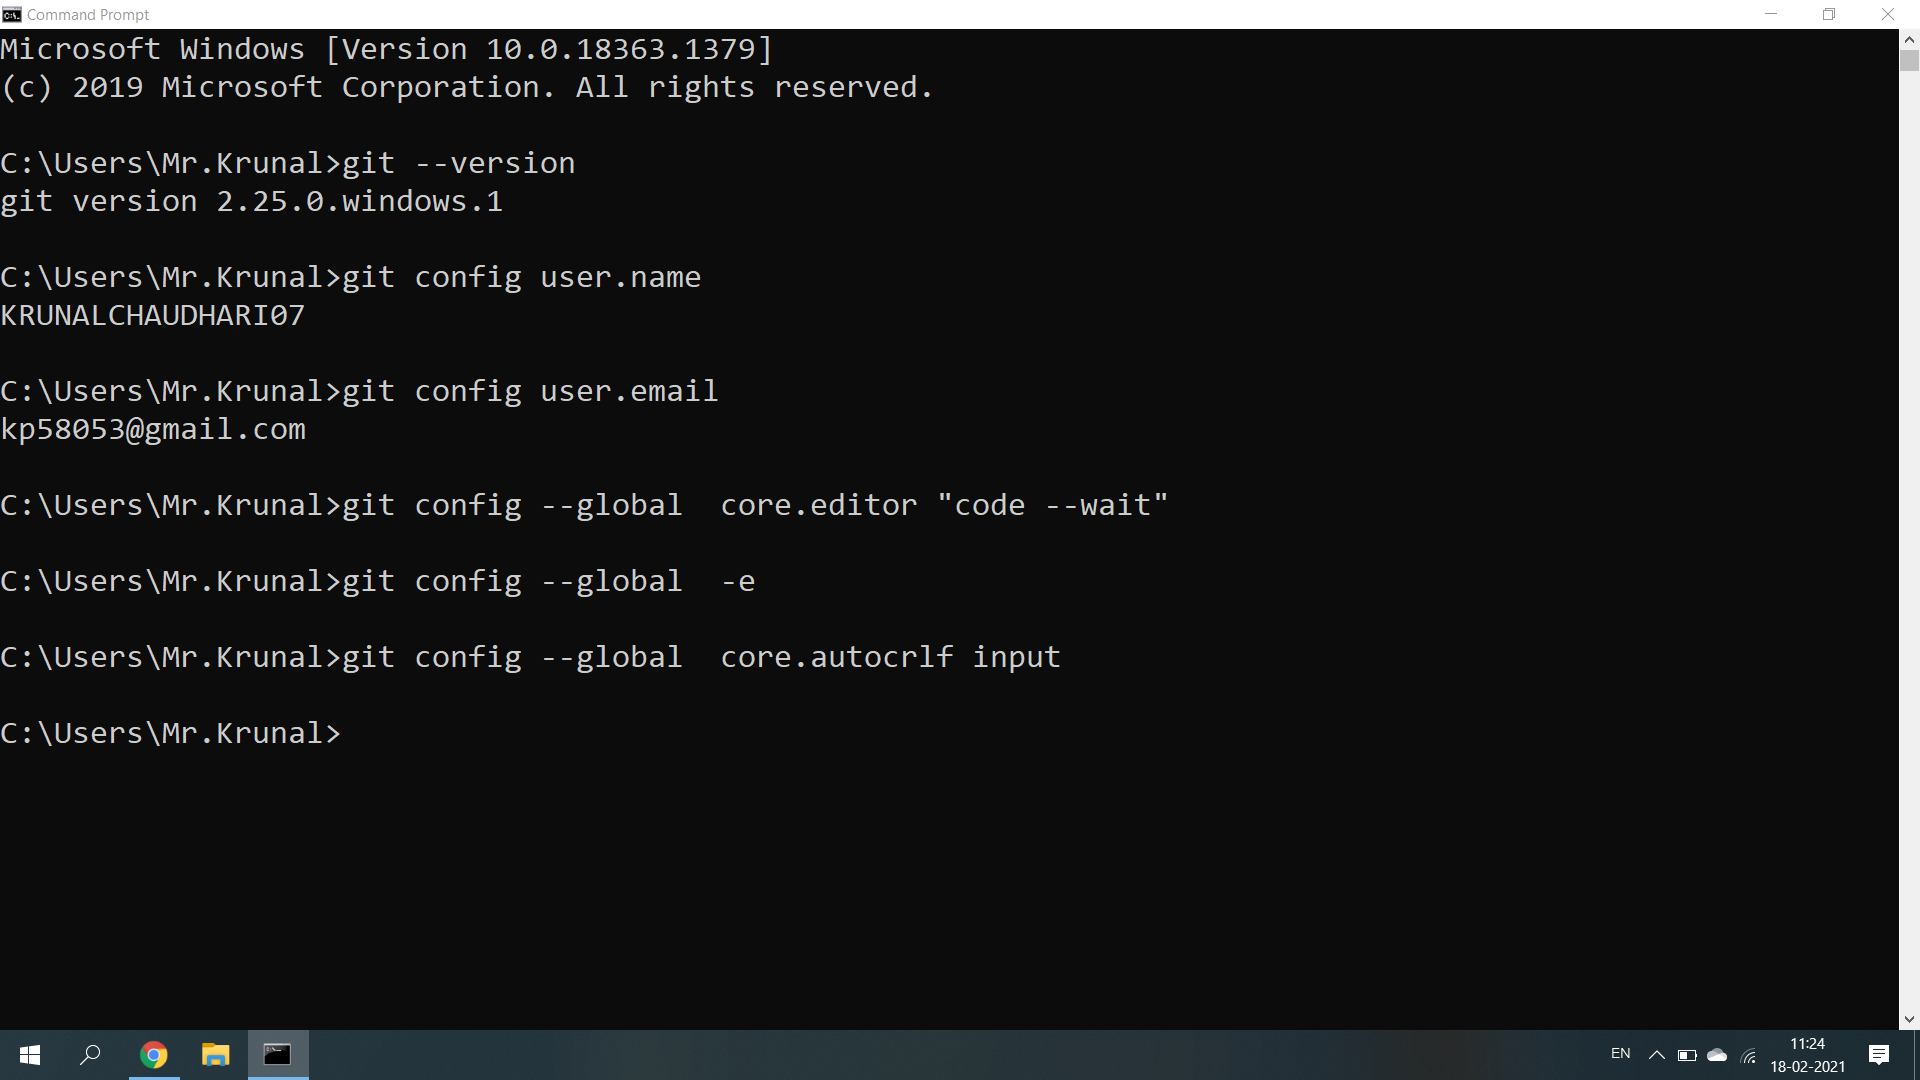 Command Prompt
Microsoft Windows [Version 10.0.18363.1379]
(c) 2019 Microsoft Corporation. All rights reserved.
C:\Users\Mr.Krunal>git --version
git version 2.25.0.windows.1
C:\Users\Mr.Krunal>git config user.name
KRUNALCHAUDHARI07
C:\Users\Mr.Krunal>git config user.email
kp58053@gmail.com
C:\Users\Mr.Krunal>git config --global  core.editor "code --wait"
C:\Users\Mr.Krunal>git config --global  -e
C:\Users\Mr.Krunal>git config --global  core.autocrlf input
C:\Users\Mr.Krunal>
EN
11:24
18-02-2021